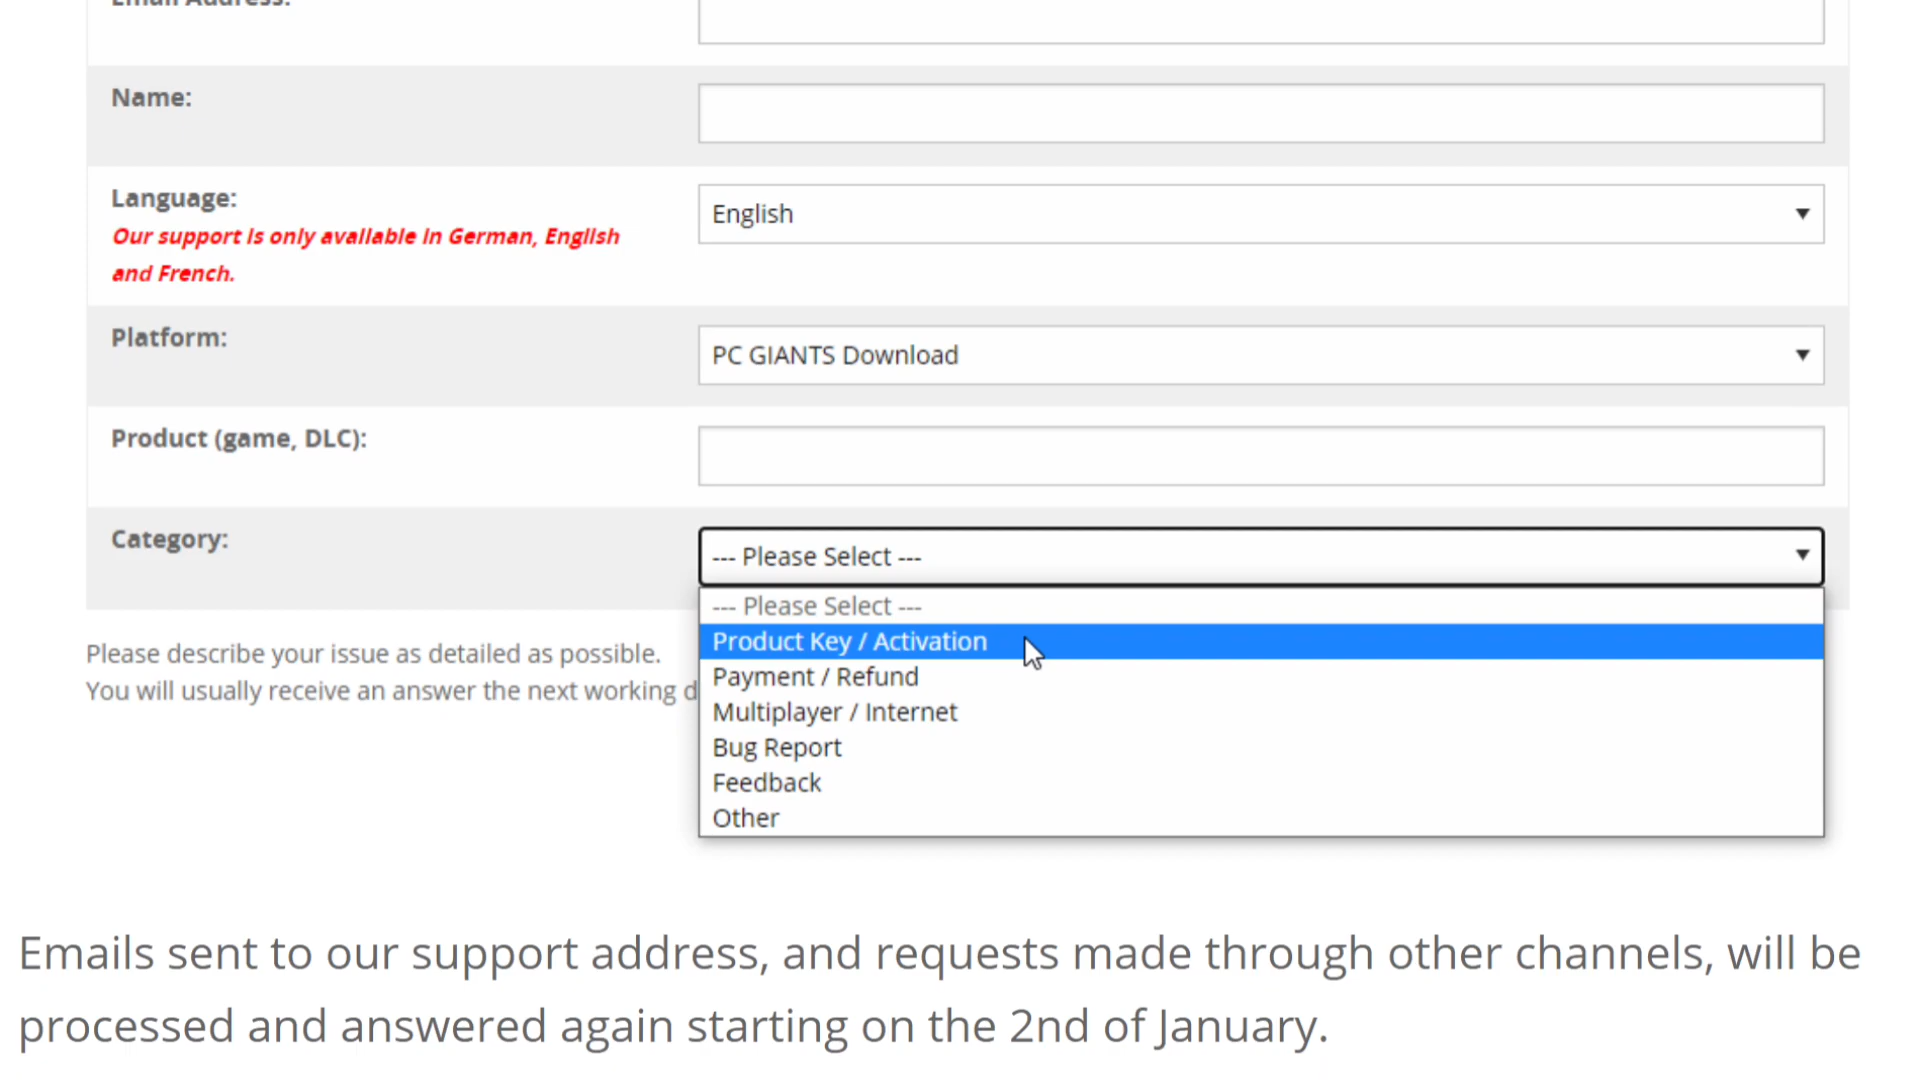 Email Address:
Name:
Language:
English
Our support is only available in German, English
and French.
Platform:
PC GIANTS Download
Product (game, DLC):
Category:
--- Please Select ---
--- Please Select ---
Product Key / Activation
Payment / Refund
Multiplayer / Internet
Bug Report
Feedback
Other
Please describe your issue as detailed as possible.
You will usually receive an answer the next working d
Emails sent to our support address, and requests made through other channels, will be
processed and answered again starting on the 2nd of January.